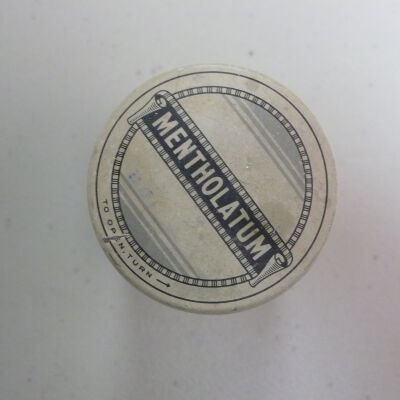 MENTHOLATUM
TO OPEN, TURN →